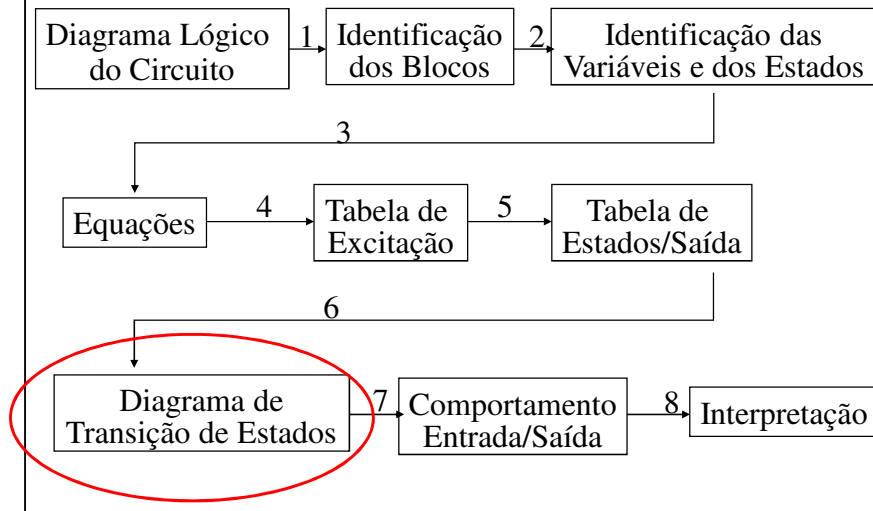 Diagrama Lógico
do Circuito
1
Identificação
dos Blocos
2
Identificação das
Variáveis e dos Estados
3
Equações
4
Tabela de
Excitação
5
Tabela de
Estados/Saída
6
Diagrama de
Transição de Estados
7
Comportamento
Entrada/Saída
8
Interpretação